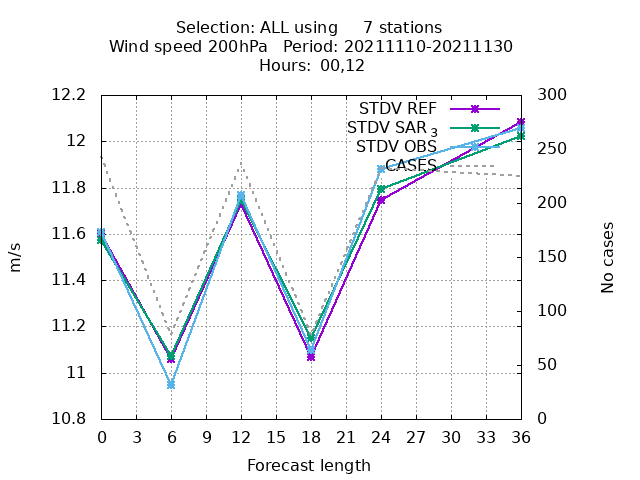 Selection: ALL using     7 stations
Wind speed 200hPa   Period: 20211110-20211130
Hours:  00,12
12.2
12
11.8
11.6
11.4
11.2
11
10.8
m/s
STDV REF
STDV SAR₃
STDV OBS
CASES
300
250
200
150
100
50
0
No cases
0 3 6 9 12 15 18 21 24 27 30 33 36
Forecast length